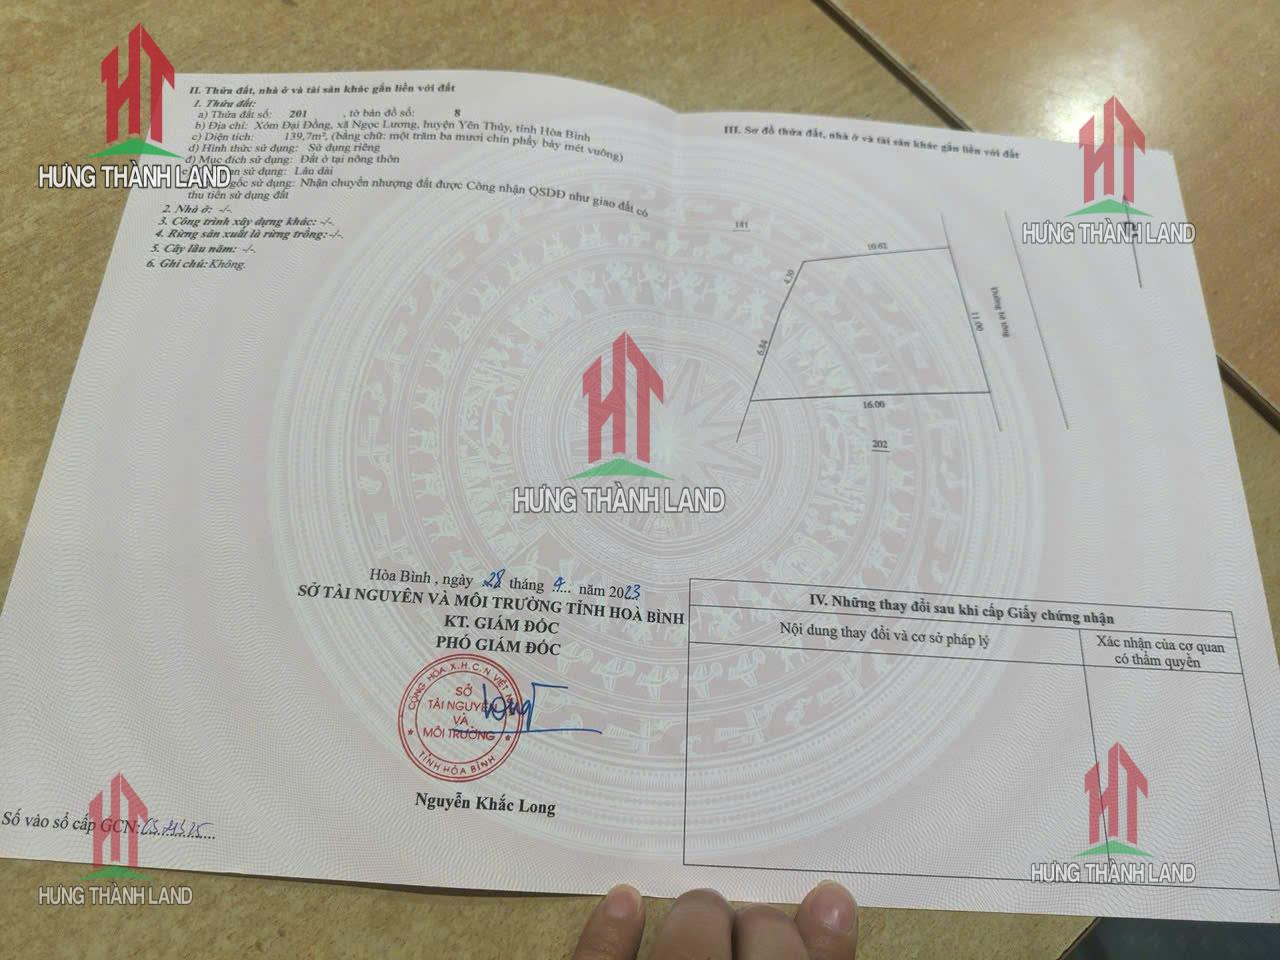 II. Thửa đất, nhà ở và tài sản khác gắn liền với đất
1. Thửa đất:
a) Thửa đất số: 201 , tờ bản đồ số: 8
b) Địa chỉ: Xóm Đại Đồng, xã Ngọc Lương, huyện Yên Thủy, tỉnh Hòa Bình
c) Diện tích: 139,7m², (bằng chữ: một trăm ba mươi chín phẩy bảy mét vuông)
d) Hình thức sử dụng: Sử dụng riêng
đ) Mục đích sử dụng: Đất ở tại nông thôn
sử dụng: Lâu dài
gốc sử dụng: Nhận chuyển nhượng đất được Công nhận QSDĐ như giao đất có
thu tiền sử dụng đất
2. Nhà ở: -/-
3. Công trình xây dựng khác: -/-
4. Rừng sản xuất là rừng trồng: -/-.
5. Cây lâu năm: -/-
6. Ghi chú: Không.
Hòa Bình , ngày 28 tháng 4 năm 2023
SỞ TÀI NGUYÊN VÀ MÔI TRƯỜNG TỈNH HOÀ BÌNH
KT. GIÁM ĐỐC
PHÓ GIÁM ĐỐC
CỘNG HÒA X.H.C.N VIỆT NAM
SỞ
TÀI NGUYÊN
VÀ
MÔI TRƯỜNG
TỈNH HÒA BÌNH
Nguyễn Khắc Long
Số vào sổ cấp GCN:
III. Sơ đồ thửa đất, nhà ở và tài sản khác gắn liền với đất
181
10.62
4.30
6.84
11.00
16.00
202
IV. Những thay đổi sau khi cấp Giấy chứng nhận
Nội dung thay đổi và cơ sở pháp lý
Xác nhận của cơ quan
có thẩm quyền
HƯNG THÀNH LAND
HƯNG THÀNH LAND
HƯNG THÀNH LAND
HƯNG THÀNH LAND
HƯNG THÀNH LAND